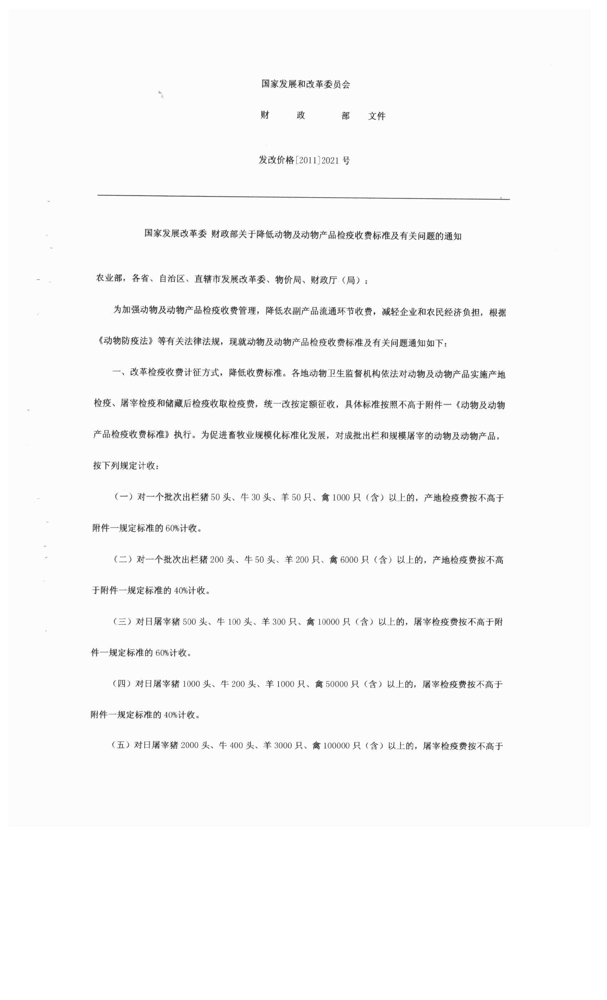 国家发展和改革委员会
财 政 部 文件
发改价格[2011]2021 号
国家发展改革委 财政部关于降低动物及动物产品检疫收费标准及有关问题的通知
农业部，各省、自治区、直辖市发展改革委、物价局、财政厅（局）：
为加强动物及动物产品检疫收费管理，降低农副产品流通环节收费，减轻企业和农民经济负担，根据
《动物防疫法》等有关法律法规，现就动物及动物产品检疫收费标准及有关问题通知如下：
一、改革检疫收费计征方式，降低收费标准。各地动物卫生监督机构依法对动物及动物产品实施产地
检疫、屠宰检疫和储藏后检疫收取检疫费，统一改按定额征收，具体标准按照不高于附件一《动物及动物
产品检疫收费标准》执行。为促进畜牧业规模化标准化发展，对成批出栏和规模屠宰的动物及动物产品，
按下列规定计收：
（一）对一个批次出栏猪 50 头、牛 30 头、羊 50 只、禽 1000 只（含）以上的，产地检疫费按不高于
附件一规定标准的 60%计收。
（二）对一个批次出栏猪 200 头、牛 50 头、羊 200 只、禽 6000 只（含）以上的，产地检疫费按不高
于附件一规定标准的 40%计收。
（三）对日屠宰猪 500 头、牛 100 头、羊 300 只、禽 10000 只（含）以上的，屠宰检疫费按不高于附
件一规定标准的 60%计收。
（四）对日屠宰猪 1000 头、牛 200 头、羊 1000 只、禽 50000 只（含）以上的，屠宰检疫费按不高于
附件一规定标准的 40%计收。
（五）对日屠宰猪 2000 头、牛 400 头、羊 3000 只、禽 100000 只（含）以上的，屠宰检疫费按不高于